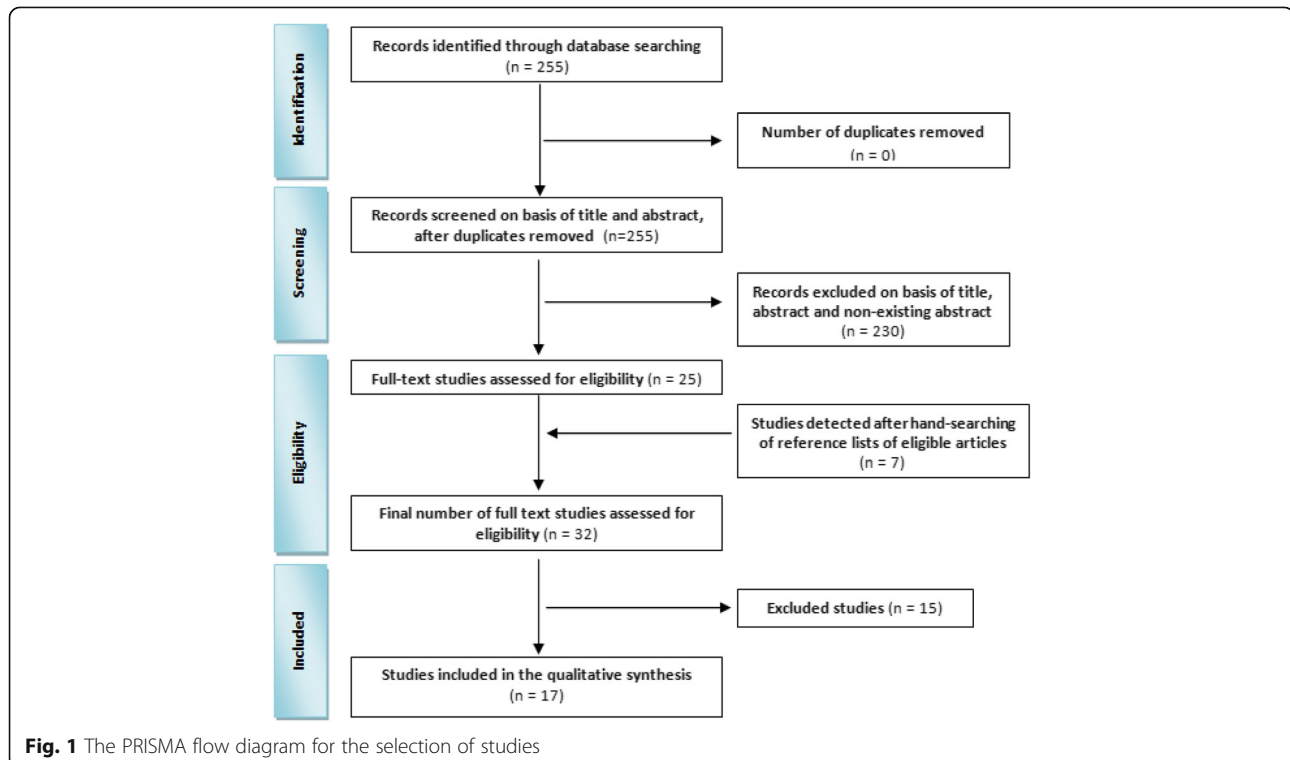 Identification
Records identified through database searching
(n = 255)
Number of duplicates removed
(n = 0)
Screening
Records screened on basis of title and abstract,
after duplicates removed (n=255)
Records excluded on basis of title,
abstract and non-existing abstract
(n = 230)
Eligibility
Full-text studies assessed for eligibility (n = 25)
Studies detected after hand-searching
of reference lists of eligible articles
(n = 7)
Final number of full text studies assessed for
eligibility (n = 32)
Included
Excluded studies (n = 15)
Studies included in the qualitative synthesis
(n = 17)
Fig. 1 The PRISMA flow diagram for the selection of studies